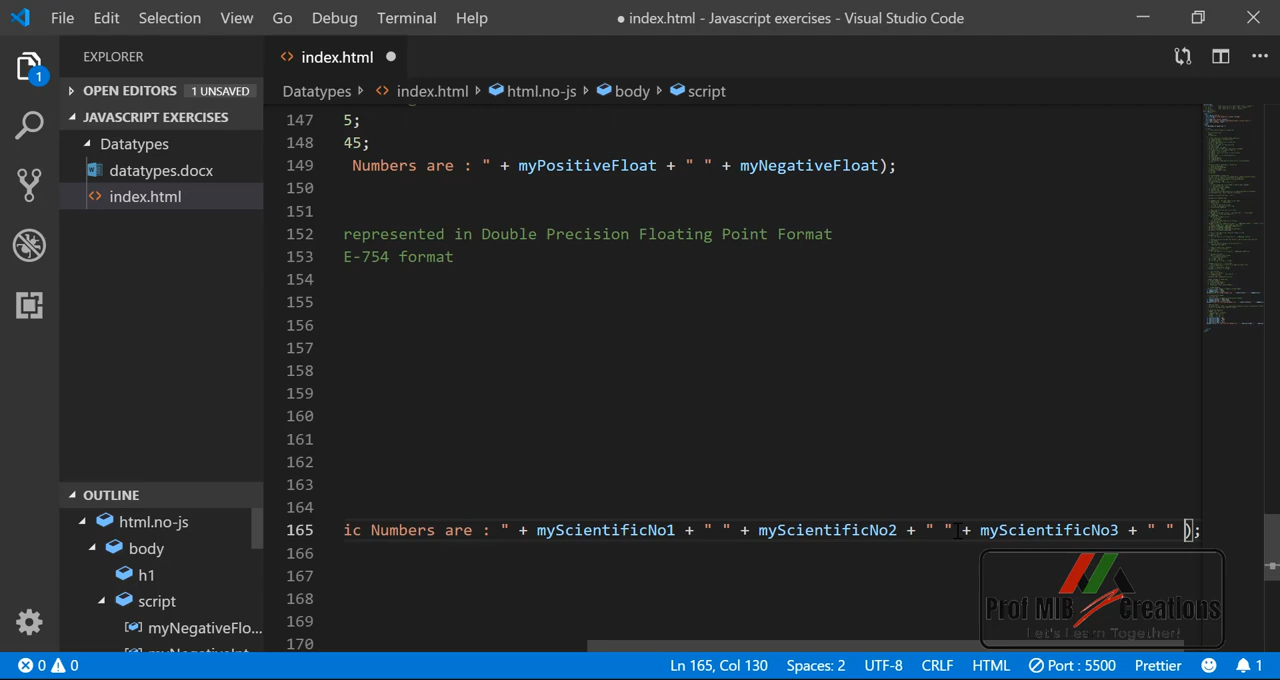 File Edit Selection View Go Debug Terminal Help ● index.html - Javascript exercises - Visual Studio Code
EXPLORER
index.html
1
OPEN EDITORS 1 UNSAVED
Datatypes index.html html.no-js body script
JAVASCRIPT EXERCISES
Datatypes
datatypes.docx
index.html
147 5;
148 45;
149 Numbers are : " + myPositiveFloat + " " + myNegativeFloat);
150
151
152 represented in Double Precision Floating Point Format
153 E-754 format
154
155
156
157
158
159
160
161
162
163
164
165 ic Numbers are : " + myScientificNo1 + " " + myScientificNo2 + " " + myScientificNo3 + " " );
166
167
168
169
170
OUTLINE
html.no-js
body
h1
script
myNegativeFlo...
Prof MIB Creations
Let's Learn Together!
0 0 Ln 165, Col 130 Spaces: 2 UTF-8 CRLF HTML Port : 5500 Prettier 1